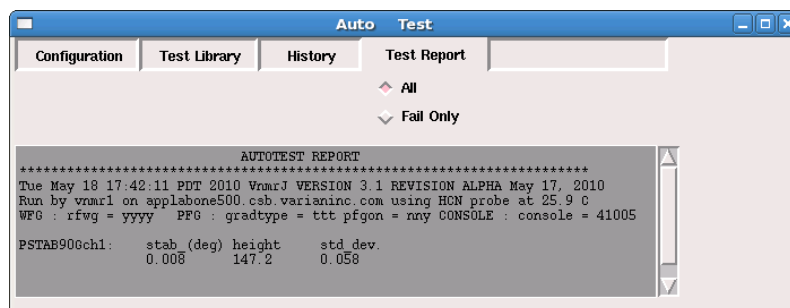 Auto Test
Configuration Test Library History Test Report
All
Fail Only
AUTOTEST REPORT
***********************************************************************
Tue May 18 17:42:11 PDT 2010 VnmrJ VERSION 3.1 REVISION ALPHA May 17, 2010
Run by vnmr1 on applabone500.csb.varianinc.com using HCN probe at 25.9 C
WFG : rfwg = yyyy PFG : gradtype = ttt pfgon = nny CONSOLE : console = 41005
PSTAB90Gch1: stab_(deg) height std_dev.
0.008 147.2 0.058